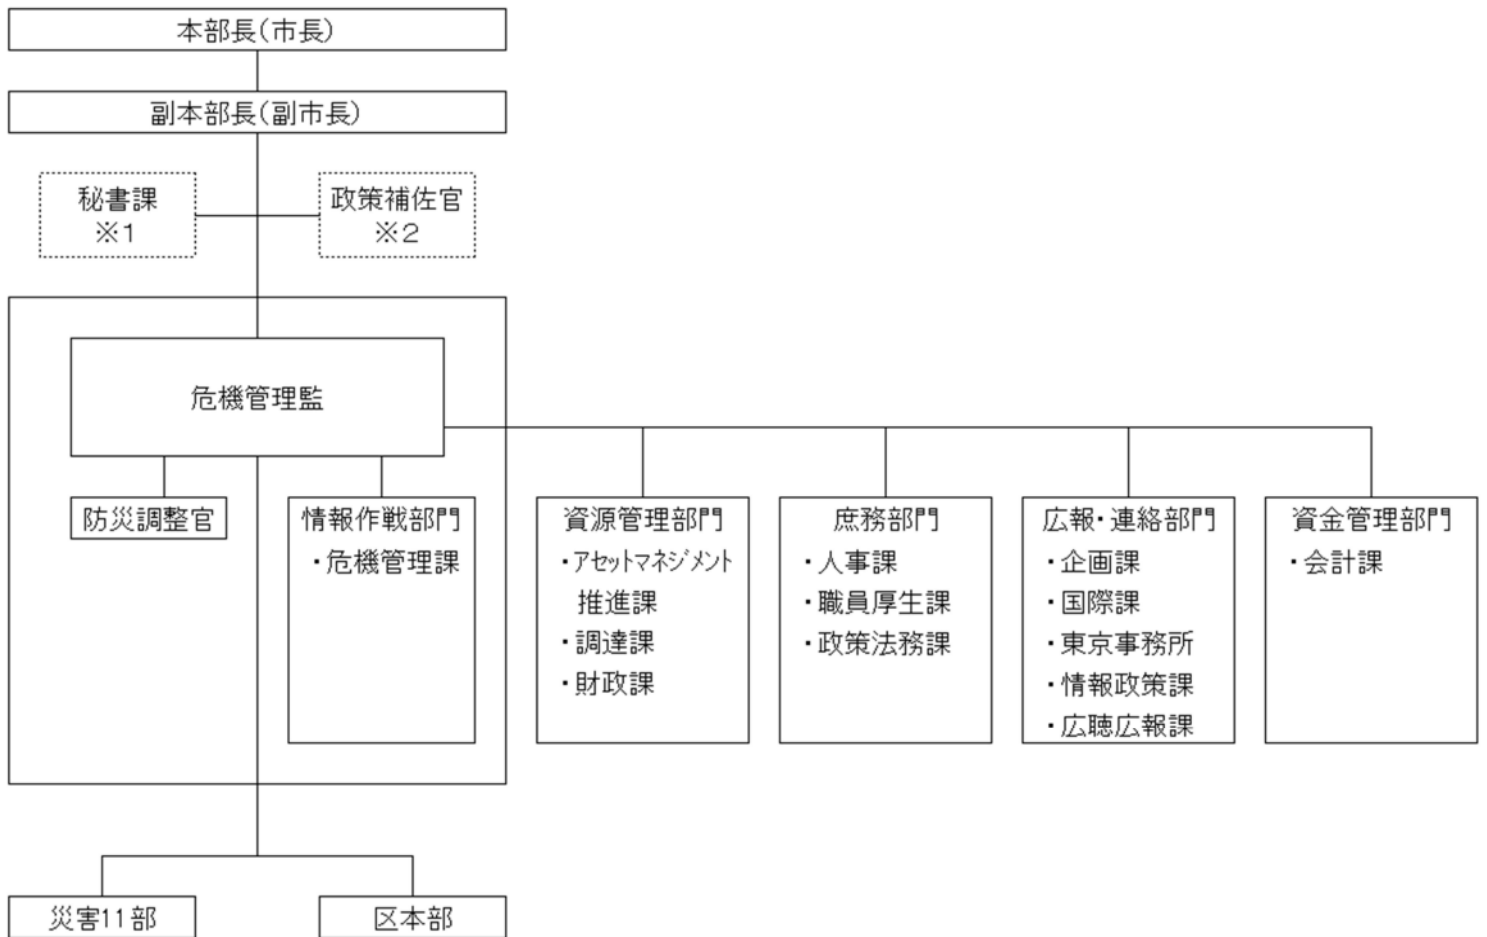 本部長(市長)
副本部長(副市長)
秘書課
※1
政策補佐官
※2
危機管理監
防災調整官
情報作戦部門
・危機管理課
資源管理部門
・アセットマネジメント
推進課
・調達課
・財政課
庶務部門
・人事課
・職員厚生課
・政策法務課
広報・連絡部門
・企画課
・国際課
・東京事務所
・情報政策課
・広聴広報課
資金管理部門
・会計課
災害11部
区本部